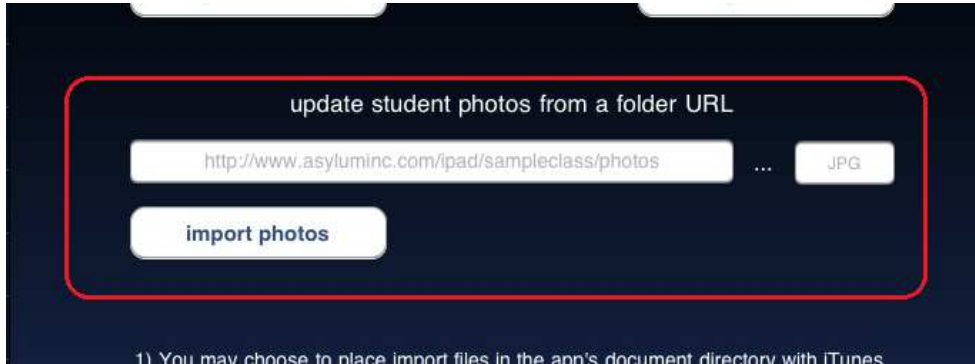 update student photos from a folder URL
http://www.asyluminc.com/ipad/sampleclass/photos ... JPG
import photos
1) You may choose to place import files in the app's document directory with iTunes